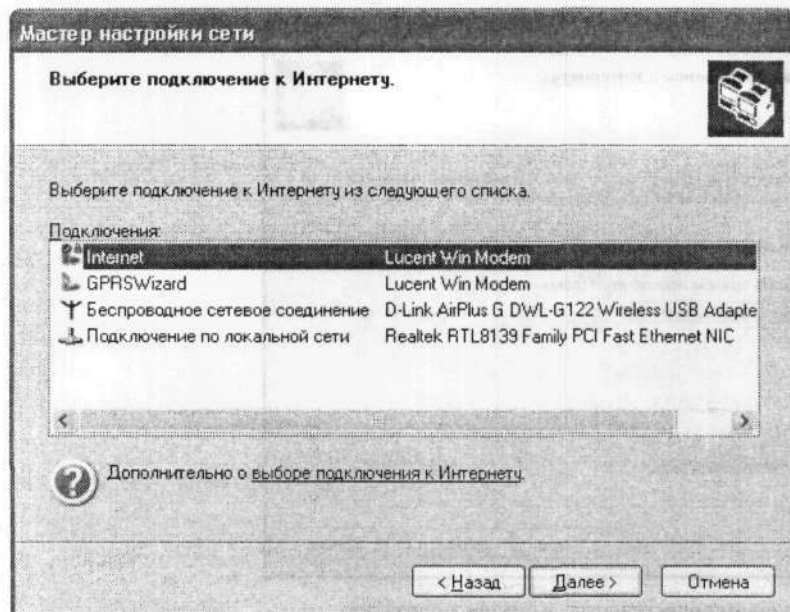 Мастер настройки сети
Выберите подключение к Интернету.
Выберите подключение к Интернету из следующего списка.
Подключения:
Internet Lucent Win Modem
GPRSWizard Lucent Win Modem
Беспроводное сетевое соединение D-Link AirPlus G DWL-G122 Wireless USB Adapte
Подключение по локальной сети Realtek RTL8139 Family PCI Fast Ethernet NIC
Дополнительно о выборе подключения к Интернету.
< Назад Далее > Отмена